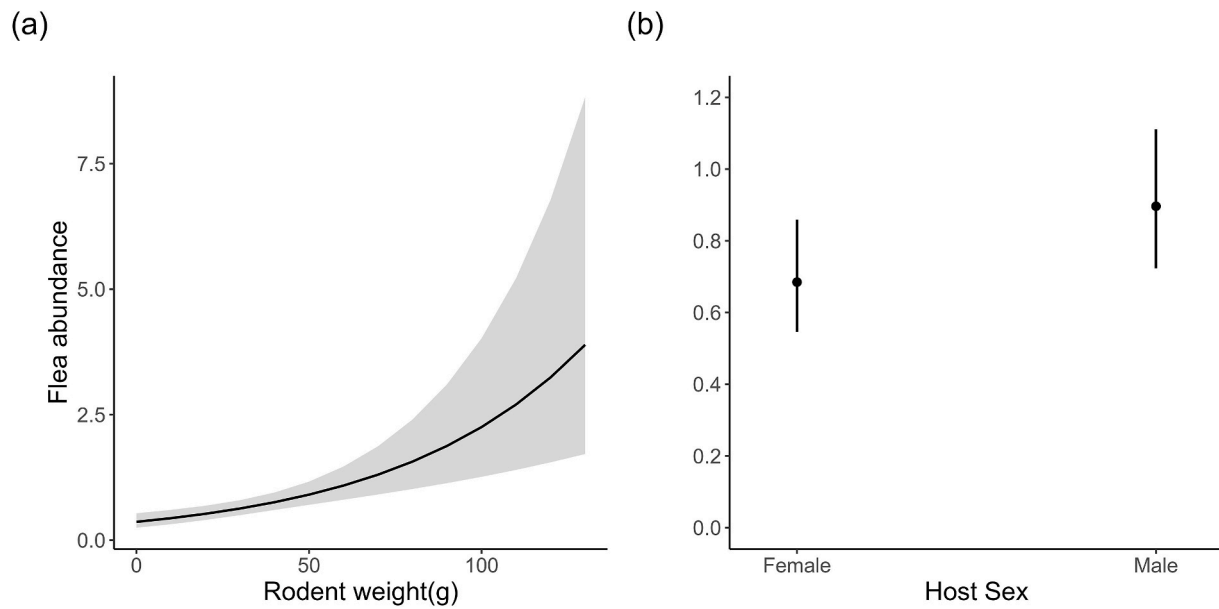 (a)
Flea abundance
7.5
5.0
2.5
0.0
0 50 100
Rodent weight(g)
(b)
1.2
1.0
0.8
0.6
0.4
0.2
0.0
Female Male
Host Sex